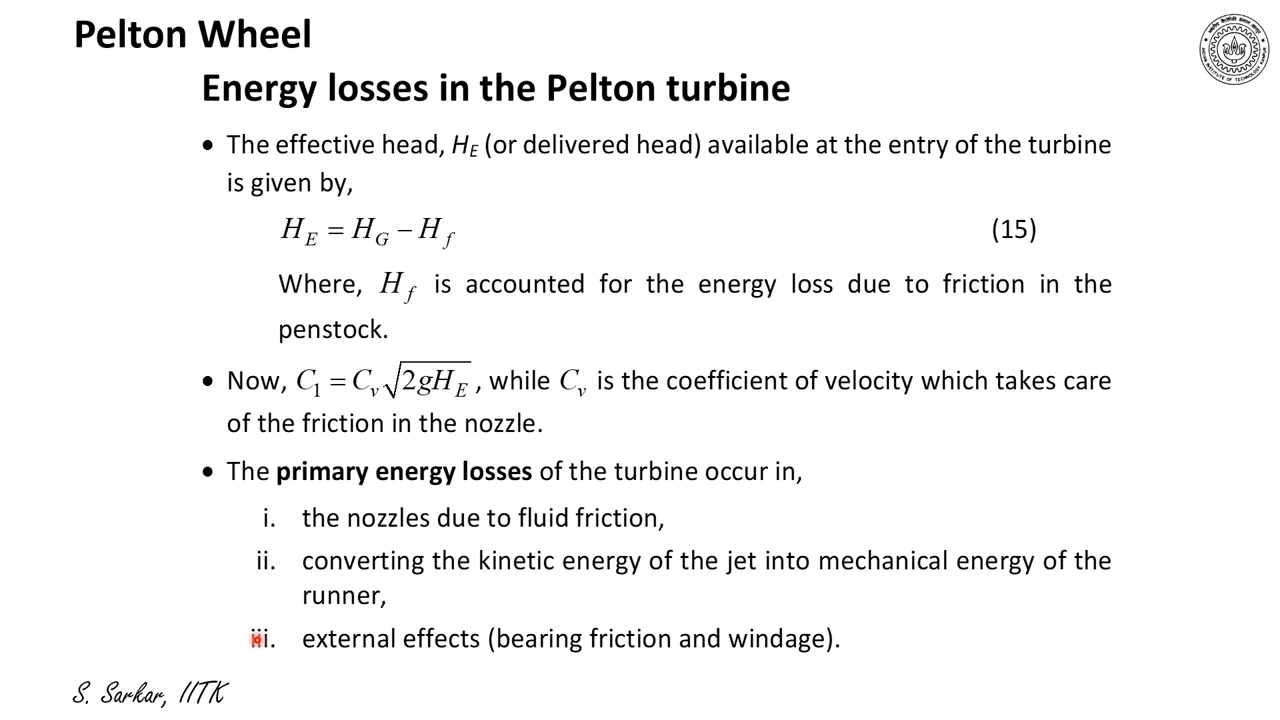 Pelton Wheel
Energy losses in the Pelton turbine
• The effective head, H_E (or delivered head) available at the entry of the turbine
is given by,
H_E = H_G − H_f (15)
Where, H_f is accounted for the energy loss due to friction in the
penstock.
• Now, C_1 = C_v √(2gH_E), while C_v is the coefficient of velocity which takes care
of the friction in the nozzle.
• The primary energy losses of the turbine occur in,
i. the nozzles due to fluid friction,
ii. converting the kinetic energy of the jet into mechanical energy of the
runner,
iii. external effects (bearing friction and windage).
S. Sarkar, IITK